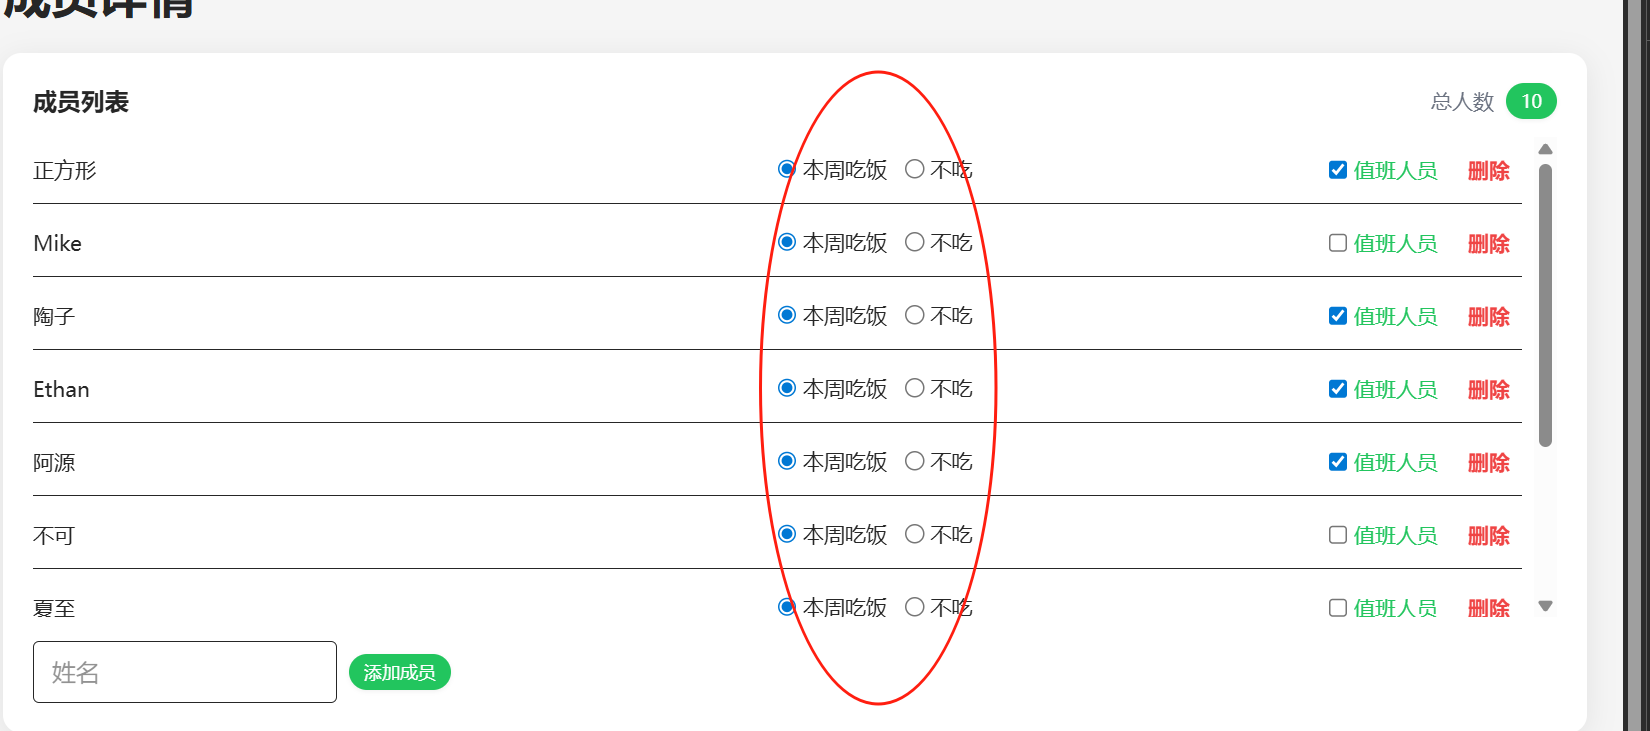 成员详情
成员列表 总人数 10
正方形 本周吃饭 不吃 值班人员 删除
Mike 本周吃饭 不吃 值班人员 删除
陶子 本周吃饭 不吃 值班人员 删除
Ethan 本周吃饭 不吃 值班人员 删除
阿源 本周吃饭 不吃 值班人员 删除
不可 本周吃饭 不吃 值班人员 删除
夏至 本周吃饭 不吃 值班人员 删除
姓名 添加成员